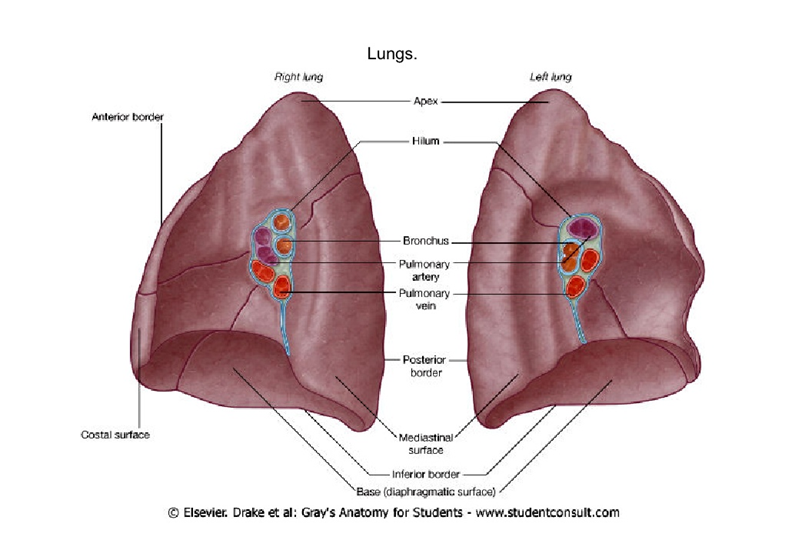 Lungs.
Right lung
Left lung
Apex
Anterior border
Hilum
Bronchus
Pulmonary
artery
Pulmonary
vein
Posterior
border
Costal surface
Mediastinal
surface
Inferior border
Base (diaphragmatic surface)
© Elsevier. Drake et al: Gray's Anatomy for Students - www.studentconsult.com